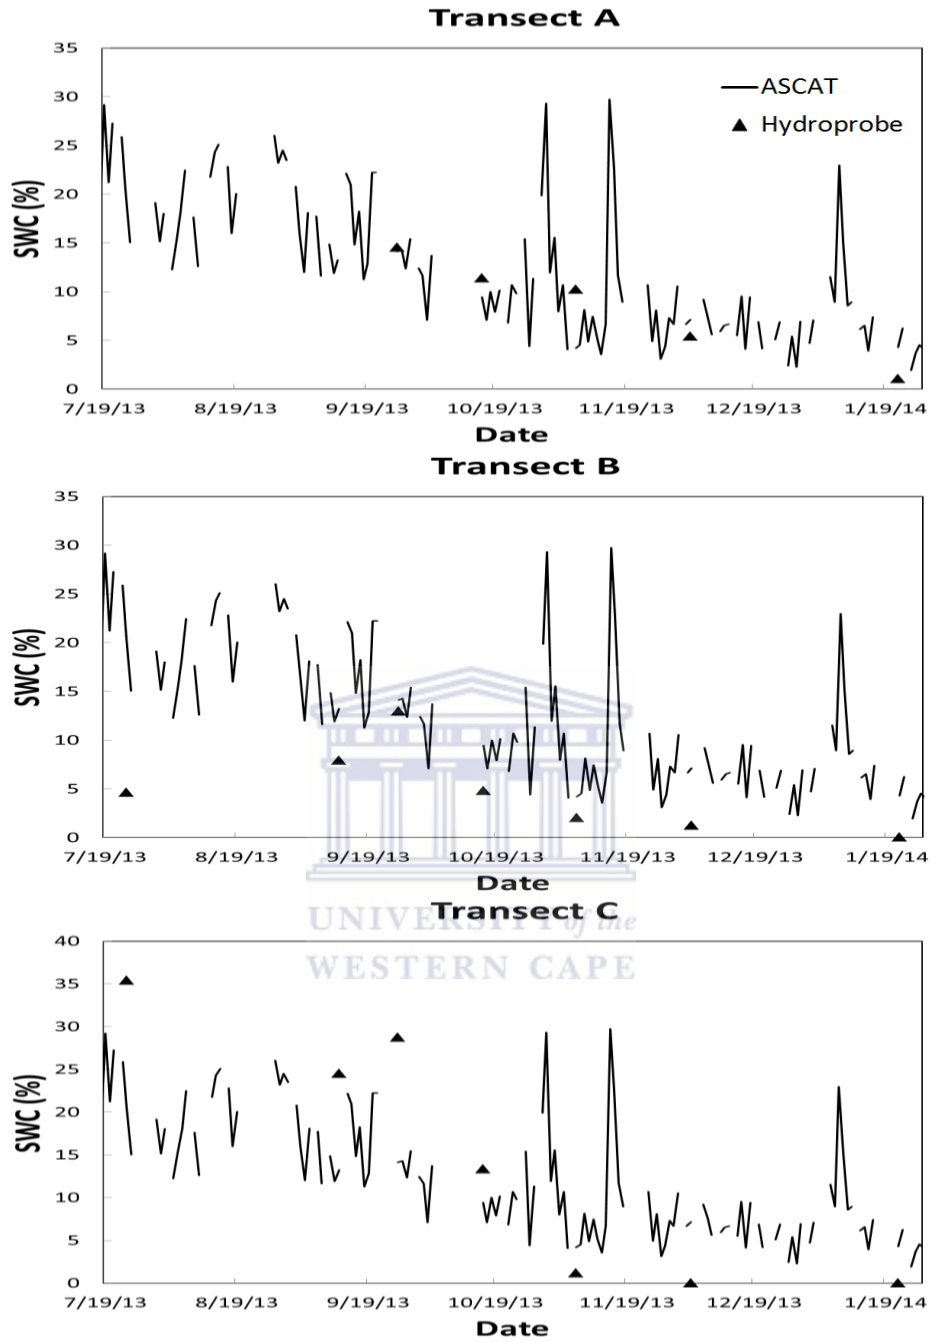 Transect A
35
30
25
20
15
10
5
0
SWC (%)
ASCAT
Hydroprobe
7/19/13 8/19/13 9/19/13 10/19/13 11/19/13 12/19/13 1/19/14
Date
Transect B
35
30
25
20
15
10
5
0
SWC (%)
7/19/13 8/19/13 9/19/13 10/19/13 11/19/13 12/19/13 1/19/14
Date
Transect C
UNIVERSITY of the
WESTERN CAPE
40
35
30
25
20
15
10
5
0
SWC (%)
7/19/13 8/19/13 9/19/13 10/19/13 11/19/13 12/19/13 1/19/14
Date